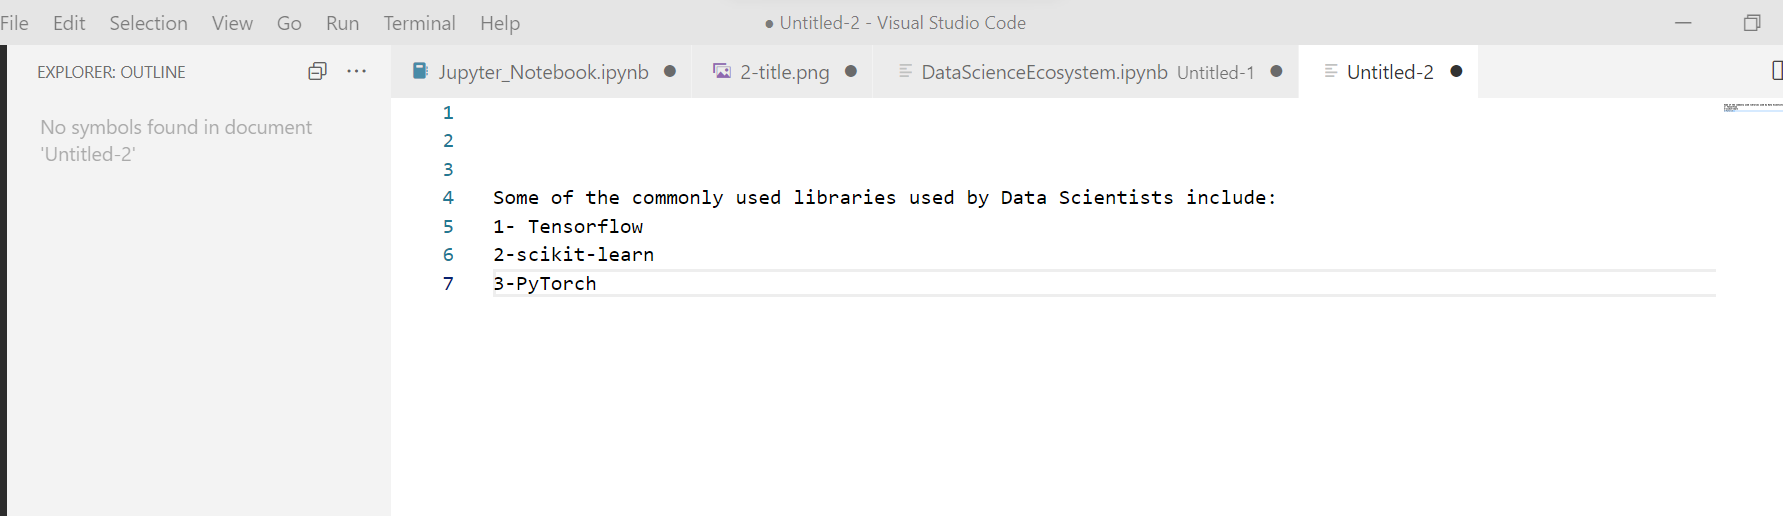 File Edit Selection View Go Run Terminal Help ● Untitled-2 - Visual Studio Code
EXPLORER: OUTLINE
Jupyter_Notebook.ipynb 2-title.png DataScienceEcosystem.ipynb Untitled-1 Untitled-2
No symbols found in document
'Untitled-2'
1
2
3
4 Some of the commonly used libraries used by Data Scientists include:
5 1- Tensorflow
6 2-scikit-learn
7 3-PyTorch